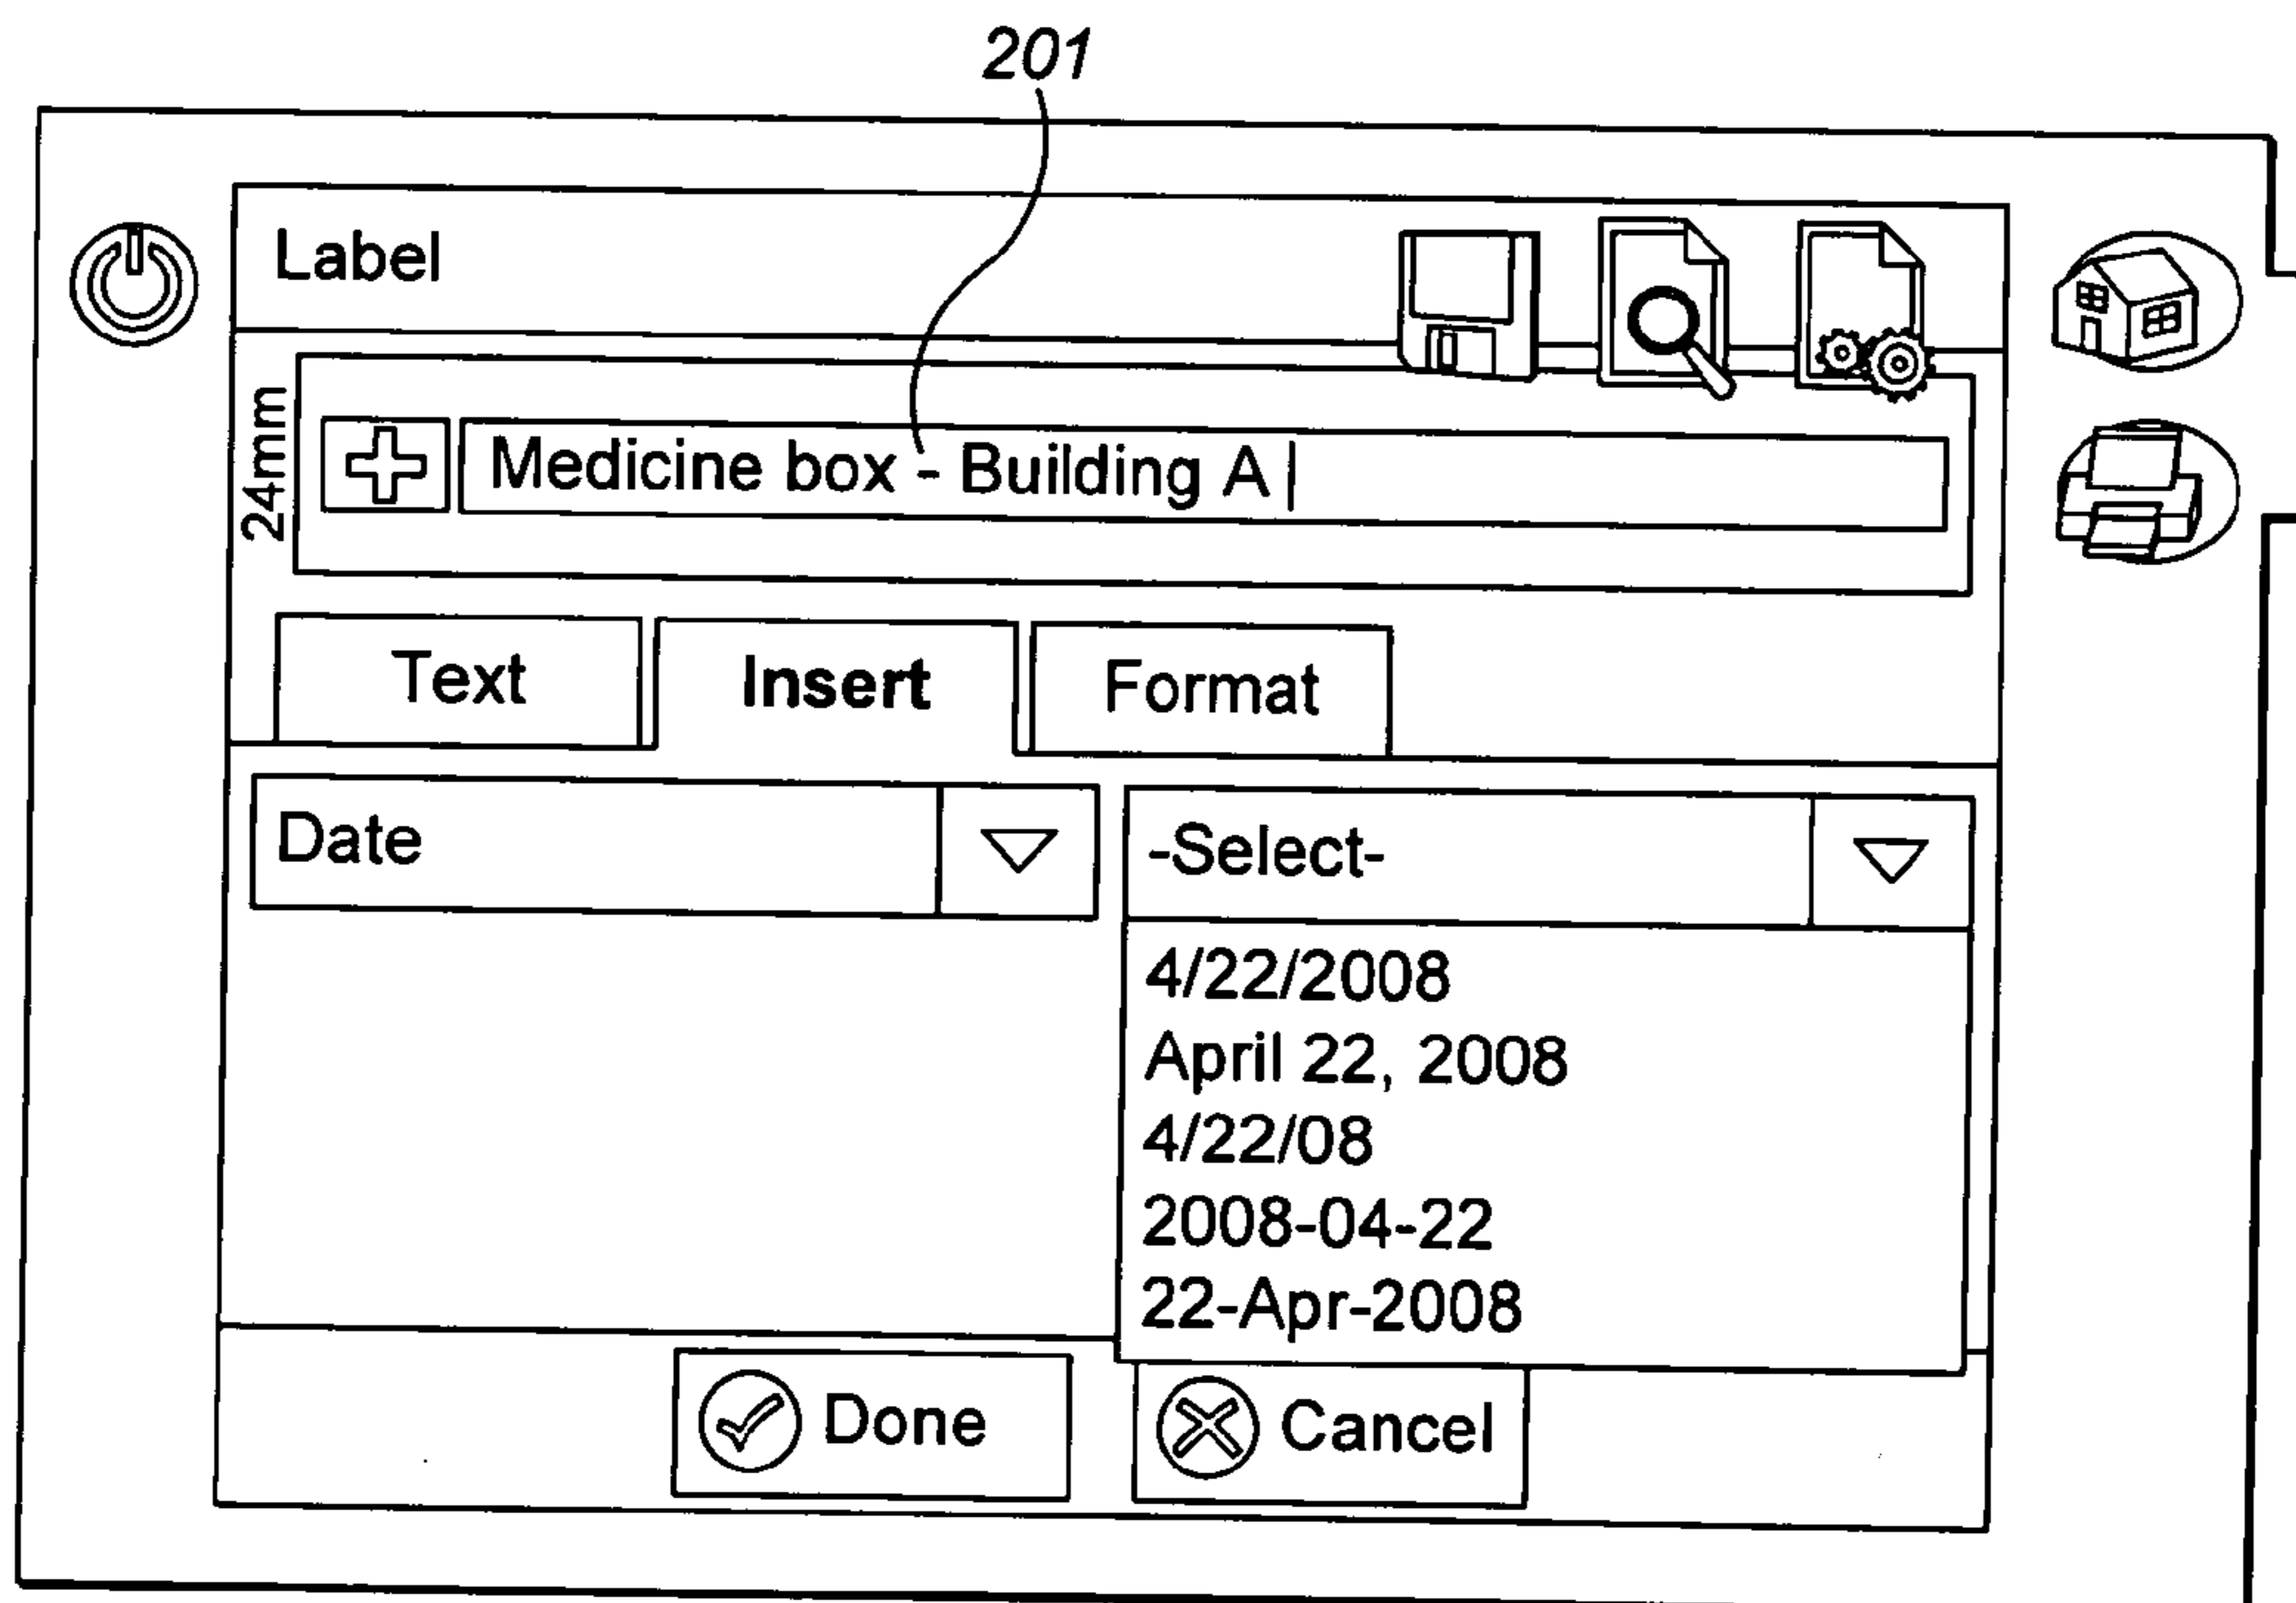 201
Label
24mm
Medicine box - Building A
Text Insert Format
Date
-Select-
4/22/2008
April 22, 2008
4/22/08
2008-04-22
22-Apr-2008
Done Cancel